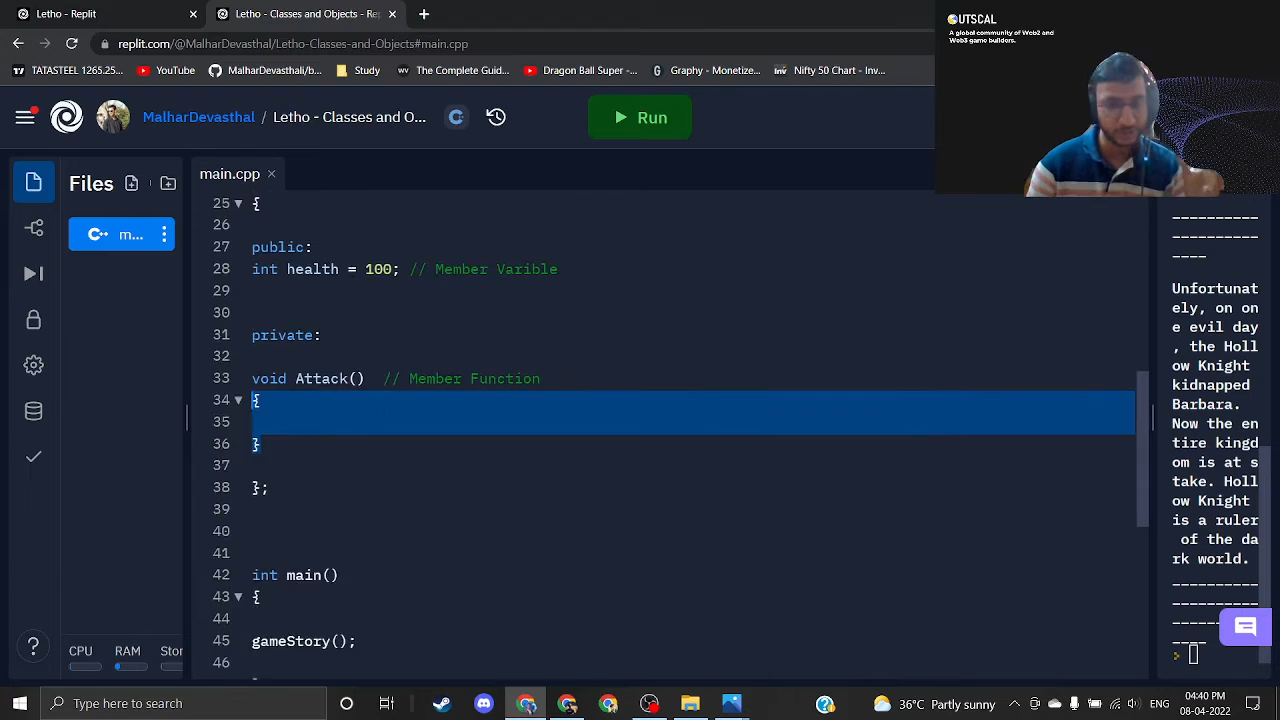 Letho - Replit
Letho - Classes and Objects - Rep
replit.com/@MalharDevasthal/Letho-Classes-and-Objects#main.cpp
TATASTEEL 1265.25...
YouTube
MalharDevasthali/b...
Study
WV The Complete Guid...
Dragon Ball Super -...
G Graphy - Monetize...
inv Nifty 50 Chart - Inv...
OUTSCAL
A global community of Web2 and
Web3 game builders.
MalharDevasthal / Letho - Classes and O...
Run
Files
m...
main.cpp
25 {
26
27 public:
28 int health = 100; // Member Varible
29
30
31 private:
32
33 void Attack() // Member Function
34 {
35
36 }
37
38 };
39
40
41
42 int main()
43 {
44
45 gameStory();
46
--------
--------
----
Unfortunat
ely, on on
e evil day
, the Holl
ow Knight
kidnapped
Barbara.
Now the en
tire kingd
om is at s
take. Holl
ow Knight
is a ruler
of the da
rk world.
--------
--------
--------
----
>
CPU
RAM
Stor
?
Type here to search
36°C Partly sunny
04:40 PM
08-04-2022